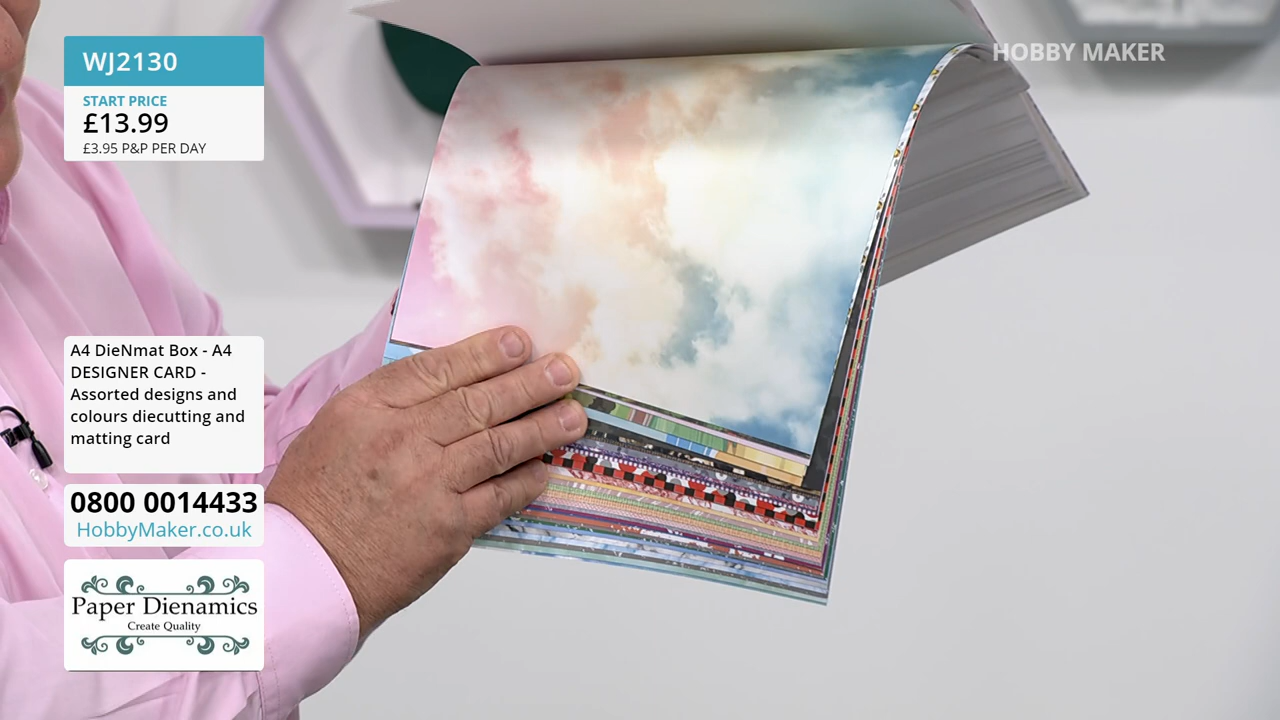 WJ2130
START PRICE
£13.99
£3.95 P&P PER DAY
HOBBY MAKER
A4 DieNmat Box - A4
DESIGNER CARD -
Assorted designs and
colours diecutting and
matting card
0800 0014433
HobbyMaker.co.uk
Paper Dienamics
Create Quality